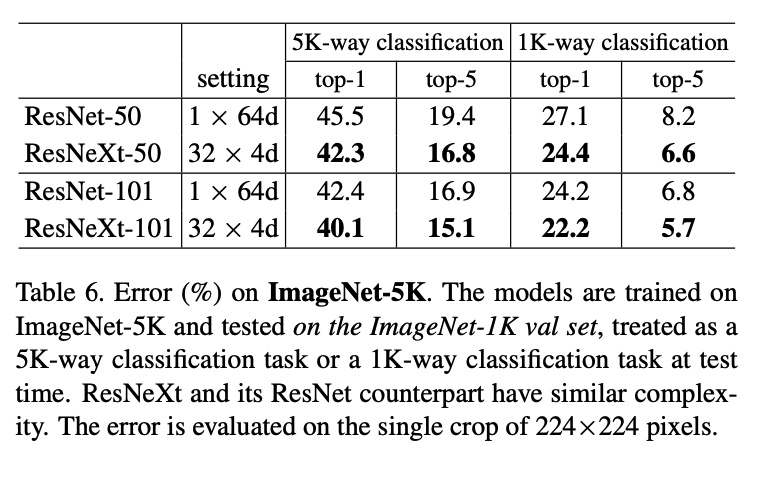 5K-way classification 1K-way classification
setting top-1 top-5 top-1 top-5
ResNet-50 1 × 64d 45.5 19.4 27.1 8.2
ResNeXt-50 32 × 4d 42.3 16.8 24.4 6.6
ResNet-101 1 × 64d 42.4 16.9 24.2 6.8
ResNeXt-101 32 × 4d 40.1 15.1 22.2 5.7
Table 6. Error (%) on ImageNet-5K. The models are trained on
ImageNet-5K and tested on the ImageNet-1K val set, treated as a
5K-way classification task or a 1K-way classification task at test
time. ResNeXt and its ResNet counterpart have similar complex-
ity. The error is evaluated on the single crop of 224×224 pixels.